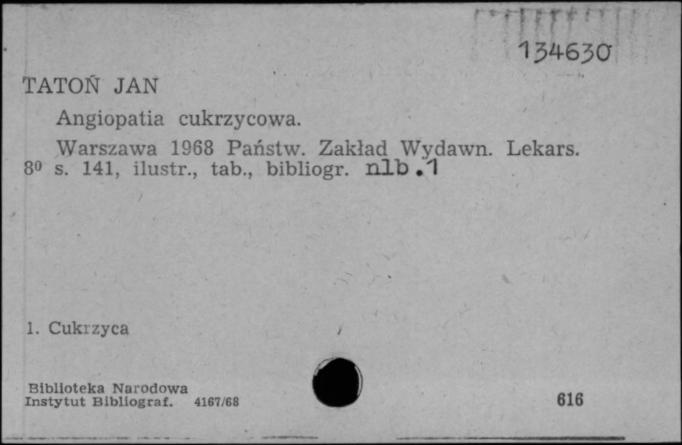 134630
TATOŃ JAN
Angiopatia cukrzycowa.
Warszawa 1968 Państw. Zakład Wydawn. Lekars.
8⁰ s. 141, ilustr., tab., bibliogr. nlb.1
1. Cukrzyca
Biblioteka Narodowa
Instytut Bibliograf. 4167/68
616